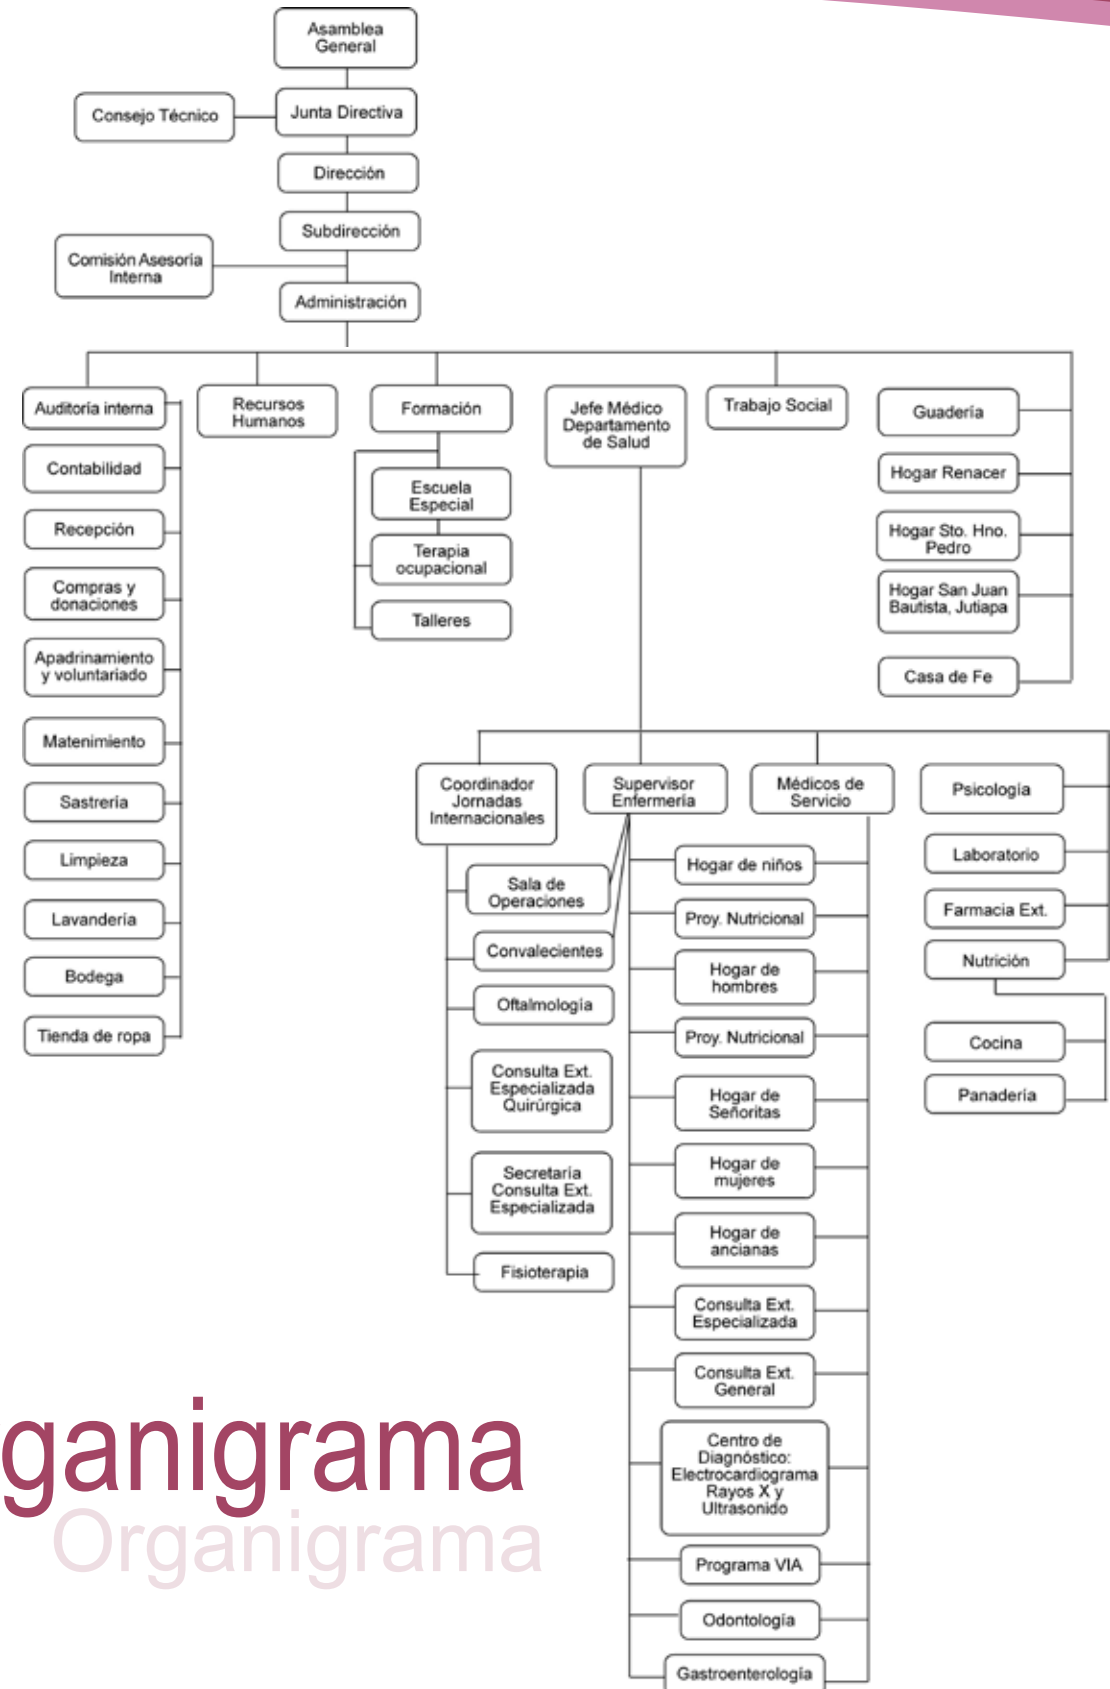 Asamblea
General
Consejo Técnico
Junta Directiva
Dirección
Subdirección
Comisión Asesoría
Interna
Administración
Auditoría interna
Contabilidad
Recepción
Compras y
donaciones
Apadrinamiento
y voluntariado
Matenimiento
Sastrería
Limpieza
Lavandería
Bodega
Tienda de ropa
Recursos
Humanos
Formación
Escuela
Especial
Terapia
ocupacional
Talleres
Jefe Médico
Departamento
de Salud
Trabajo Social
Guadería
Hogar Renacer
Hogar Sto. Hno.
Pedro
Hogar San Juan
Bautista, Jutiapa
Casa de Fe
Coordinador
Jornadas
Internacionales
Sala de
Operaciones
Convalecientes
Oftalmología
Consulta Ext.
Especializada
Quirúrgica
Secretaria
Consulta Ext.
Especializada
Fisioterapia
Supervisor
Enfermería
Médicos de
Servicio
Hogar de niños
Proy. Nutricional
Hogar de
hombres
Proy. Nutricional
Hogar de
Señoritas
Hogar de
mujeres
Hogar de
ancianas
Consulta Ext.
Especializada
Consulta Ext.
General
Centro de
Diagnóstico:
Electrocardiograma
Rayos X y
Ultrasonido
Programa VIA
Odontología
Gastroenterología
Psicología
Laboratorio
Farmacia Ext.
Nutrición
Cocina
Panadería
ganigrama
Organigrama